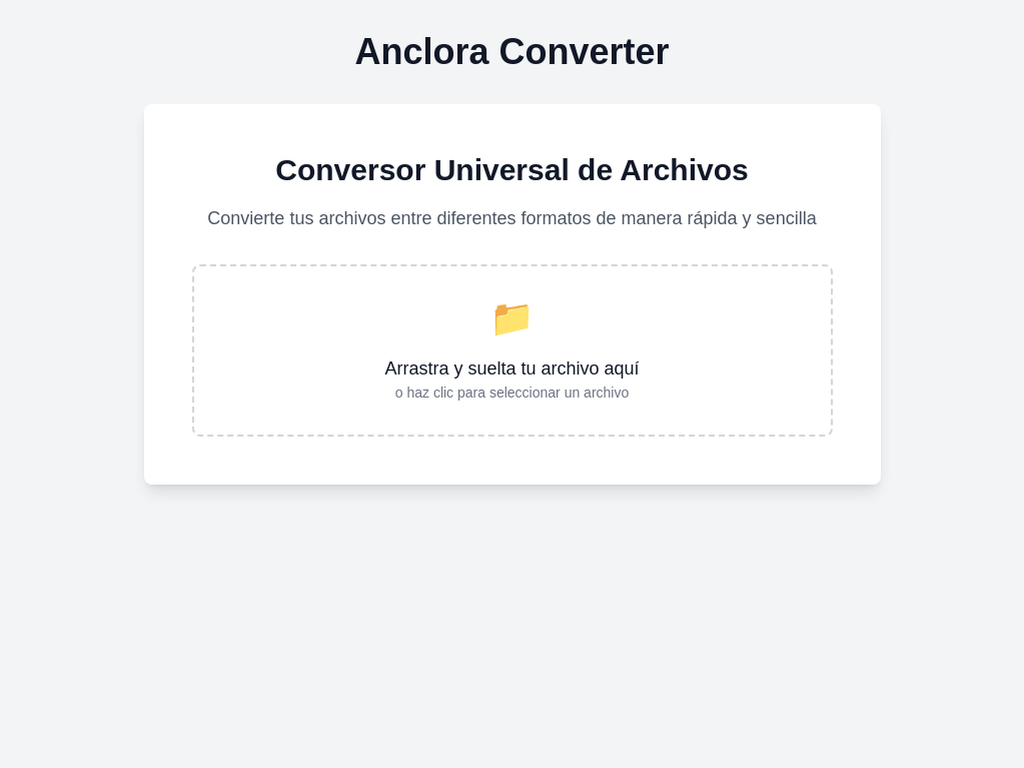 Anclora Converter
Conversor Universal de Archivos
Convierte tus archivos entre diferentes formatos de manera rápida y sencilla
Arrastra y suelta tu archivo aquí
o haz clic para seleccionar un archivo